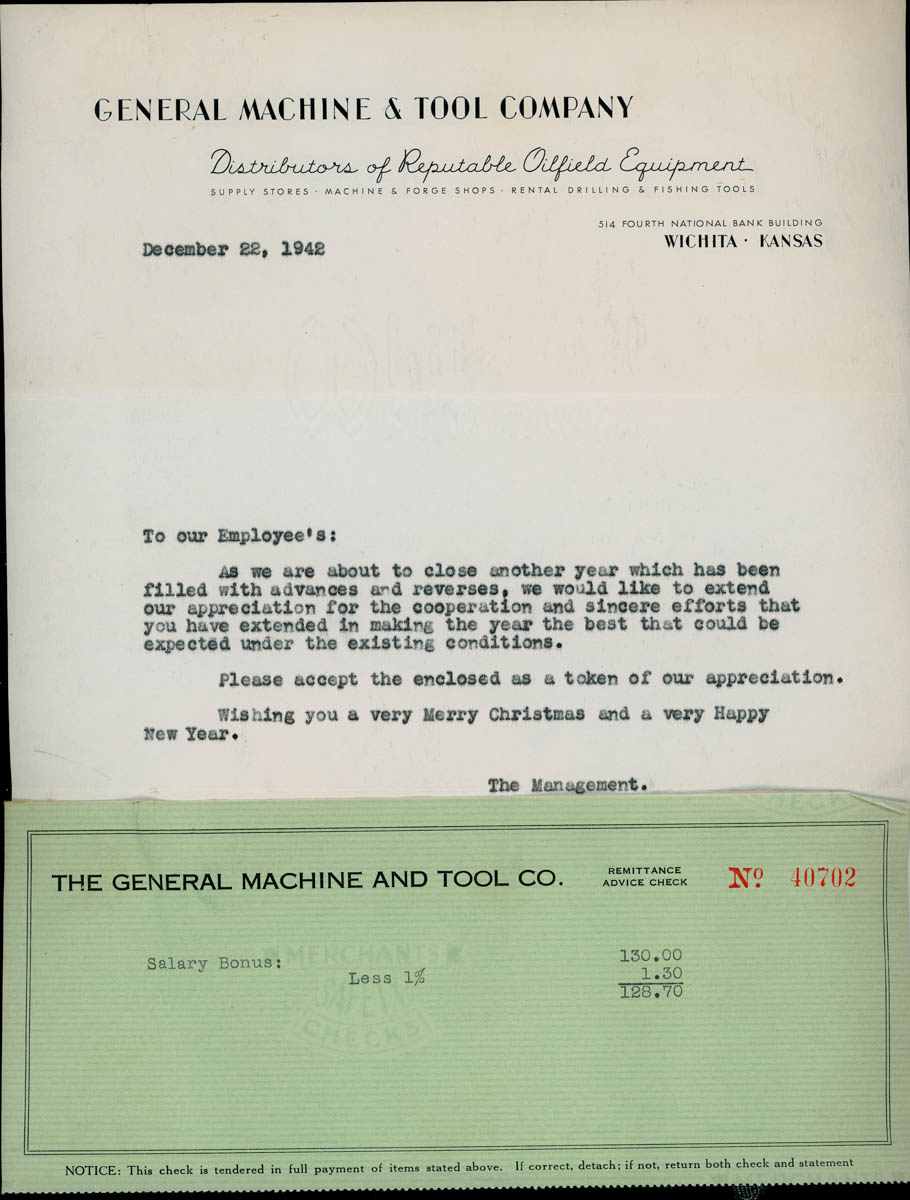 GENERAL MACHINE & TOOL COMPANY
Distributors of Reputable Oilfield Equipment
SUPPLY STORES · MACHINE & FORGE SHOPS · RENTAL DRILLING & FISHING TOOLS
514 FOURTH NATIONAL BANK BUILDING
WICHITA · KANSAS
December 22, 1942
To our Employee's:
As we are about to close another year which has been
filled with advances and reverses, we would like to extend
our appreciation for the cooperation and sincere efforts that
you have extended in making the year the best that could be
expected under the existing conditions.
Please accept the enclosed as a token of our appreciation.
Wishing you a very Merry Christmas and a very Happy
New Year.
The Management.
CHECKS
THE GENERAL MACHINE AND TOOL CO.
REMITTANCE
ADVICE CHECK
No 40702
MERCHANTS
SAFETY
CHECKS
Salary Bonus: 130.00
Less 1% 1.30
128.70
NOTICE: This check is tendered in full payment of items stated above. If correct, detach; if not, return both check and statement